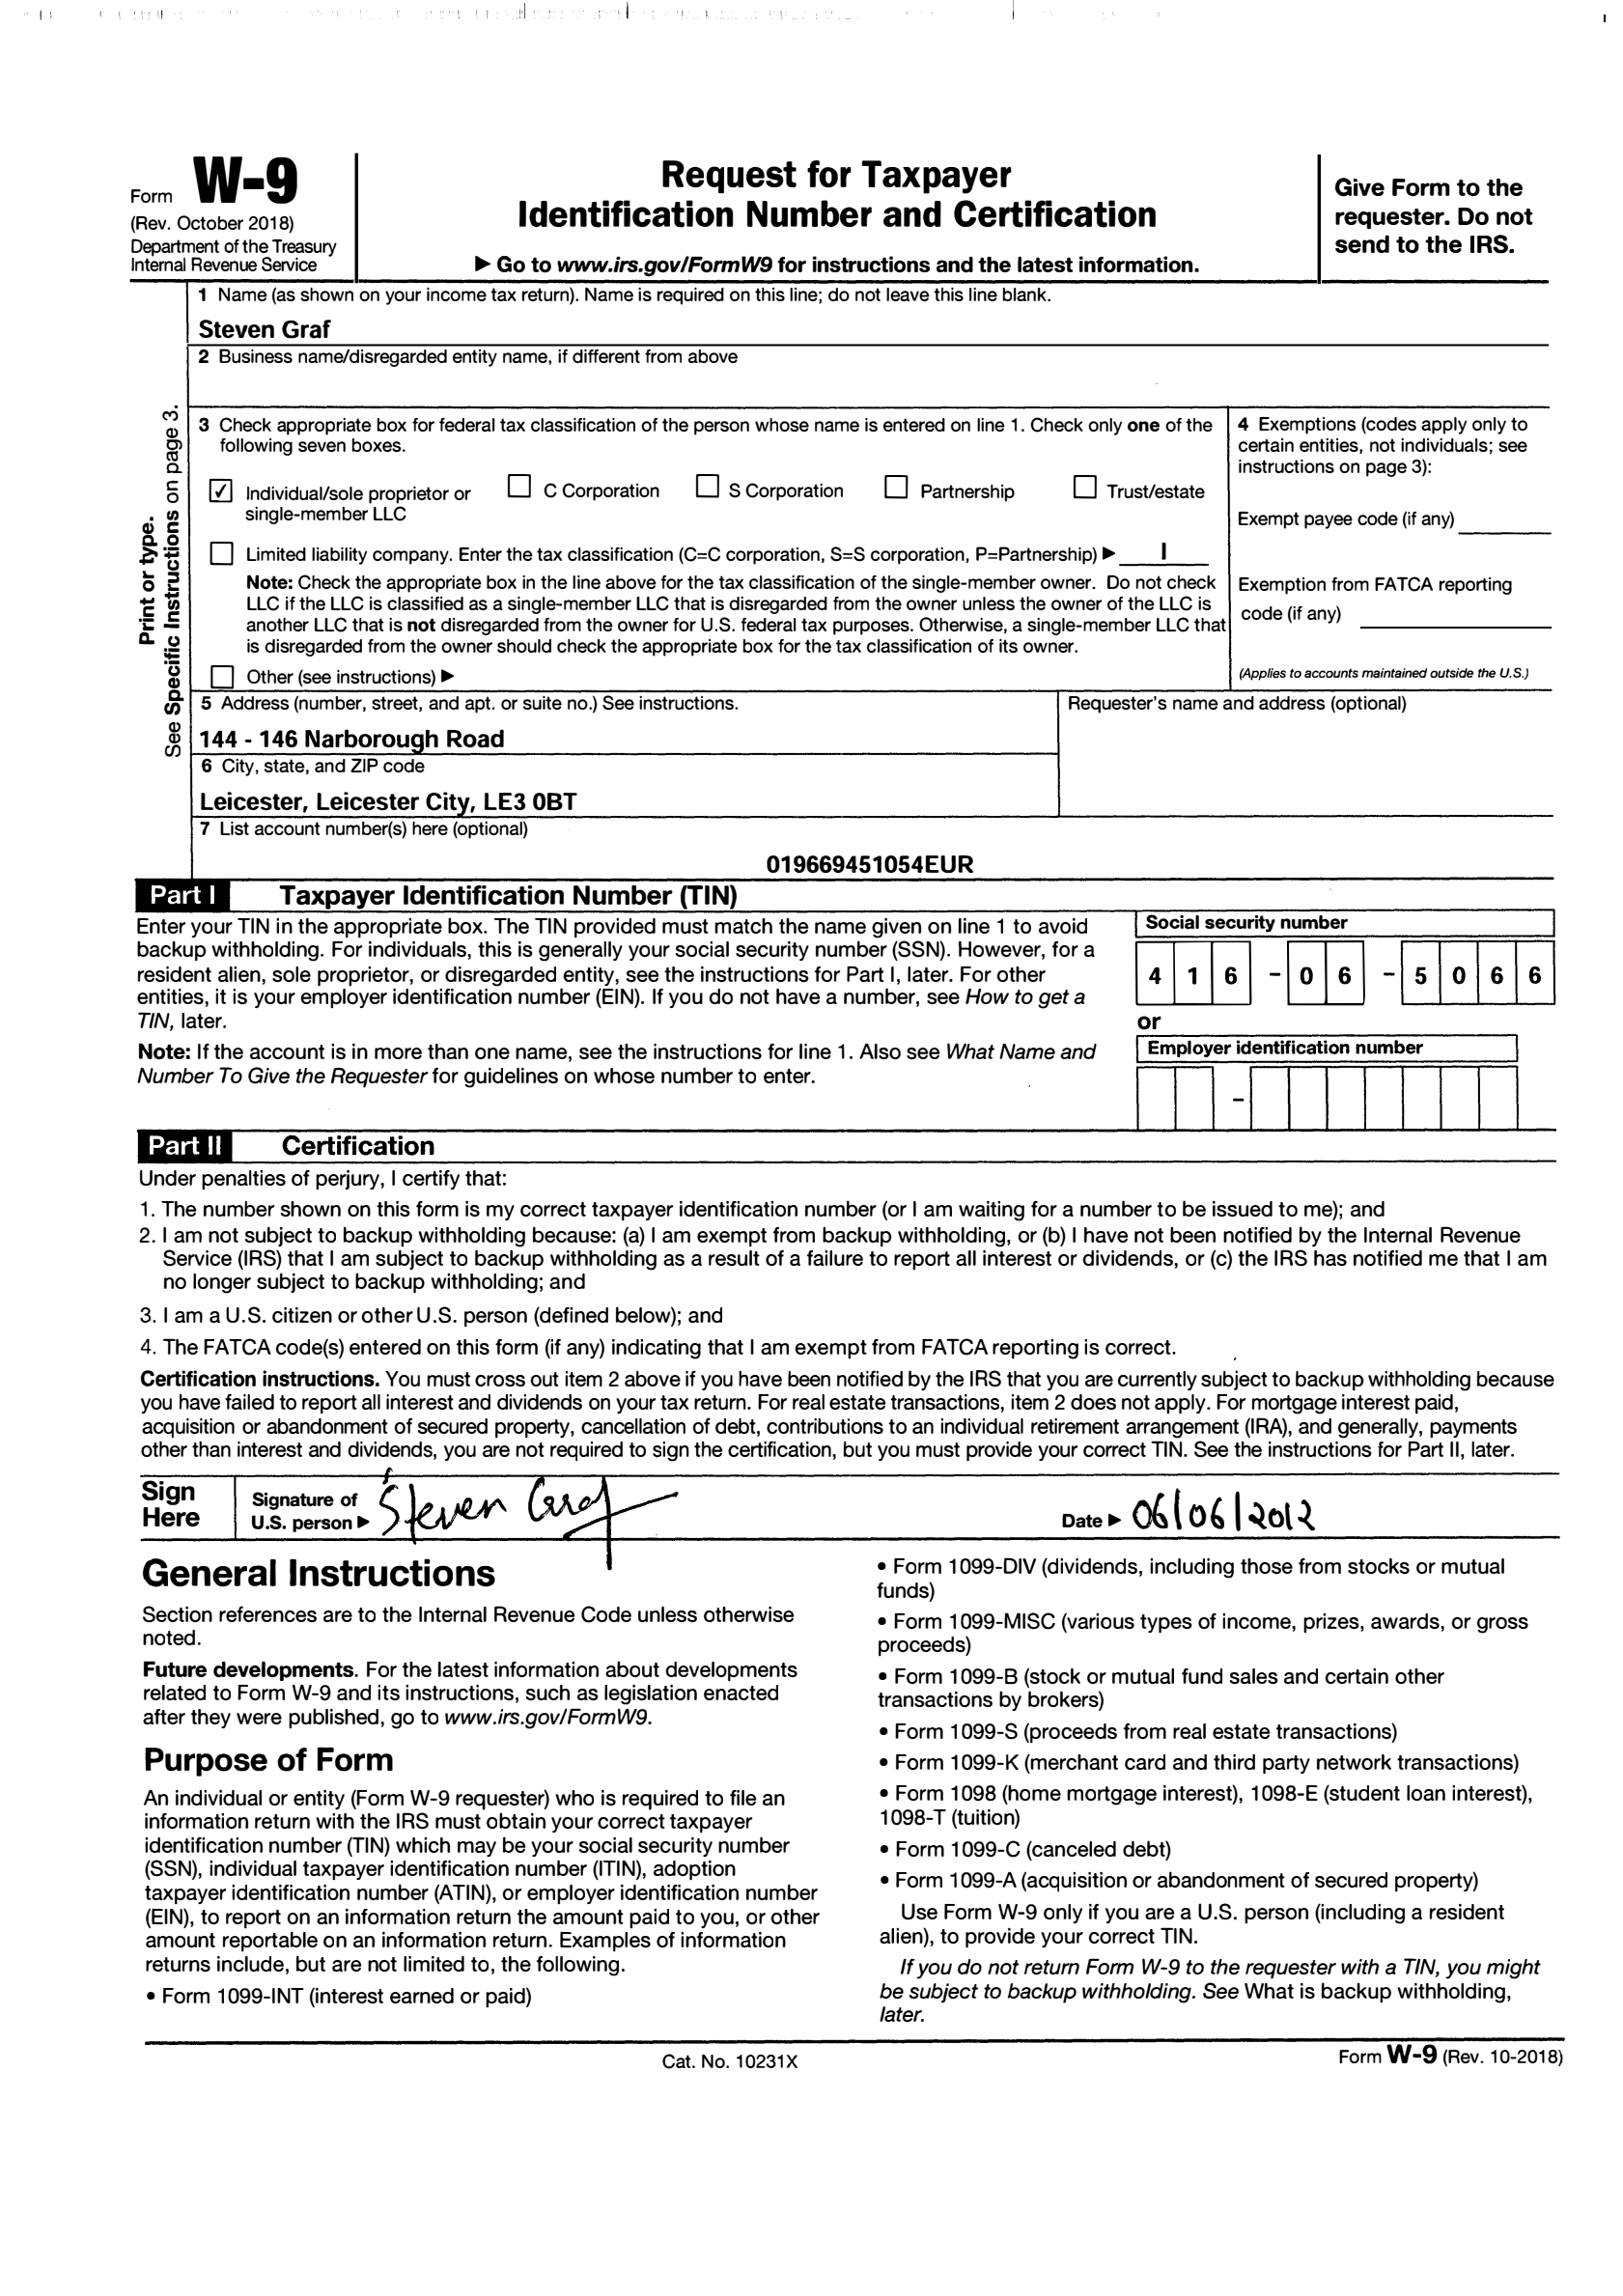 Form W-9
(Rev. October 2018)
Department of the Treasury
Internal Revenue Service
Request for Taxpayer
Identification Number and Certification
▶ Go to www.irs.gov/FormW9 for instructions and the latest information.
Give Form to the
requester. Do not
send to the IRS.
Print or type.
See Specific Instructions on page 3.
1 Name (as shown on your income tax return). Name is required on this line; do not leave this line blank.
Steven Graf
2 Business name/disregarded entity name, if different from above
3 Check appropriate box for federal tax classification of the person whose name is entered on line 1. Check only one of the
following seven boxes.
✓ Individual/sole proprietor or
single-member LLC
C Corporation
S Corporation
Partnership
Trust/estate
Limited liability company. Enter the tax classification (C=C corporation, S=S corporation, P=Partnership) ▶ I
Note: Check the appropriate box in the line above for the tax classification of the single-member owner. Do not check
LLC if the LLC is classified as a single-member LLC that is disregarded from the owner unless the owner of the LLC is
another LLC that is not disregarded from the owner for U.S. federal tax purposes. Otherwise, a single-member LLC that
is disregarded from the owner should check the appropriate box for the tax classification of its owner.
Other (see instructions) ▶
4 Exemptions (codes apply only to
certain entities, not individuals; see
instructions on page 3):
Exempt payee code (if any)
Exemption from FATCA reporting
code (if any)
(Applies to accounts maintained outside the U.S.)
5 Address (number, street, and apt. or suite no.) See instructions.
144 - 146 Narborough Road
6 City, state, and ZIP code
Leicester, Leicester City, LE3 0BT
Requester's name and address (optional)
7 List account number(s) here (optional)
019669451054EUR
Part I Taxpayer Identification Number (TIN)
Enter your TIN in the appropriate box. The TIN provided must match the name given on line 1 to avoid
backup withholding. For individuals, this is generally your social security number (SSN). However, for a
resident alien, sole proprietor, or disregarded entity, see the instructions for Part I, later. For other
entities, it is your employer identification number (EIN). If you do not have a number, see How to get a
TIN, later.
Note: If the account is in more than one name, see the instructions for line 1. Also see What Name and
Number To Give the Requester for guidelines on whose number to enter.
Social security number
4 1 6 - 0 6 - 5 0 6 6
or
Employer identification number
-
Part II Certification
Under penalties of perjury, I certify that:
1. The number shown on this form is my correct taxpayer identification number (or I am waiting for a number to be issued to me); and
2. I am not subject to backup withholding because: (a) I am exempt from backup withholding, or (b) I have not been notified by the Internal Revenue
Service (IRS) that I am subject to backup withholding as a result of a failure to report all interest or dividends, or (c) the IRS has notified me that I am
no longer subject to backup withholding; and
3. I am a U.S. citizen or other U.S. person (defined below); and
4. The FATCA code(s) entered on this form (if any) indicating that I am exempt from FATCA reporting is correct.
Certification instructions. You must cross out item 2 above if you have been notified by the IRS that you are currently subject to backup withholding because
you have failed to report all interest and dividends on your tax return. For real estate transactions, item 2 does not apply. For mortgage interest paid,
acquisition or abandonment of secured property, cancellation of debt, contributions to an individual retirement arrangement (IRA), and generally, payments
other than interest and dividends, you are not required to sign the certification, but you must provide your correct TIN. See the instructions for Part II, later.
Sign
Here
Signature of
U.S. person ▶ Steven Graf
Date ▶ 06/06/2012
General Instructions
Section references are to the Internal Revenue Code unless otherwise
noted.
Future developments. For the latest information about developments
related to Form W-9 and its instructions, such as legislation enacted
after they were published, go to www.irs.gov/FormW9.
Purpose of Form
An individual or entity (Form W-9 requester) who is required to file an
information return with the IRS must obtain your correct taxpayer
identification number (TIN) which may be your social security number
(SSN), individual taxpayer identification number (ITIN), adoption
taxpayer identification number (ATIN), or employer identification number
(EIN), to report on an information return the amount paid to you, or other
amount reportable on an information return. Examples of information
returns include, but are not limited to, the following.
• Form 1099-INT (interest earned or paid)
• Form 1099-DIV (dividends, including those from stocks or mutual
funds)
• Form 1099-MISC (various types of income, prizes, awards, or gross
proceeds)
• Form 1099-B (stock or mutual fund sales and certain other
transactions by brokers)
• Form 1099-S (proceeds from real estate transactions)
• Form 1099-K (merchant card and third party network transactions)
• Form 1098 (home mortgage interest), 1098-E (student loan interest),
1098-T (tuition)
• Form 1099-C (canceled debt)
• Form 1099-A (acquisition or abandonment of secured property)
Use Form W-9 only if you are a U.S. person (including a resident
alien), to provide your correct TIN.
If you do not return Form W-9 to the requester with a TIN, you might
be subject to backup withholding. See What is backup withholding,
later.
Cat. No. 10231X
Form W-9 (Rev. 10-2018)